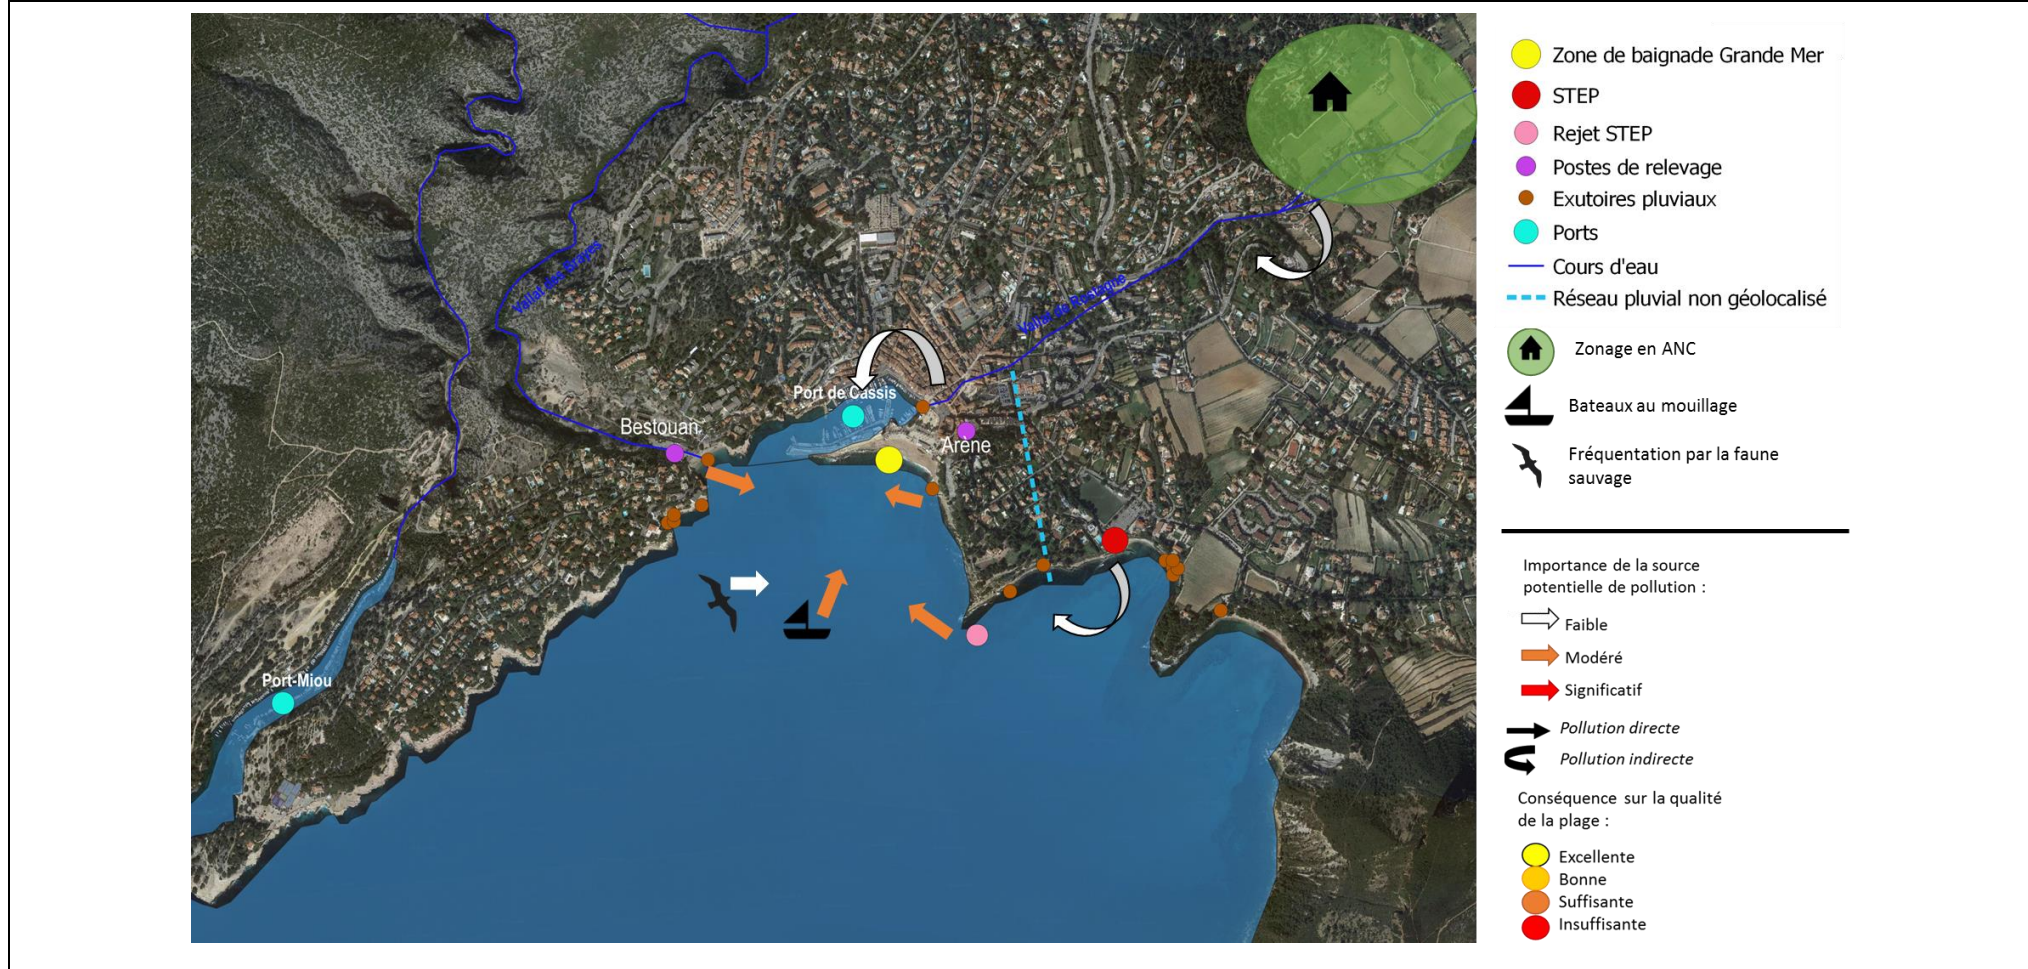 Vallat des Brayes
Vallat de Rostagne
Port de Cassis
Bestouan
Arène
Port-Miou
Zone de baignade Grande Mer
STEP
Rejet STEP
Postes de relevage
Exutoires pluviaux
Ports
Cours d'eau
Réseau pluvial non géolocalisé
Zonage en ANC
Bateaux au mouillage
Fréquentation par la faune
sauvage
Importance de la source
potentielle de pollution :
Faible
Modéré
Significatif
Pollution directe
Pollution indirecte
Conséquence sur la qualité
de la plage :
Excellente
Bonne
Suffisante
Insuffisante